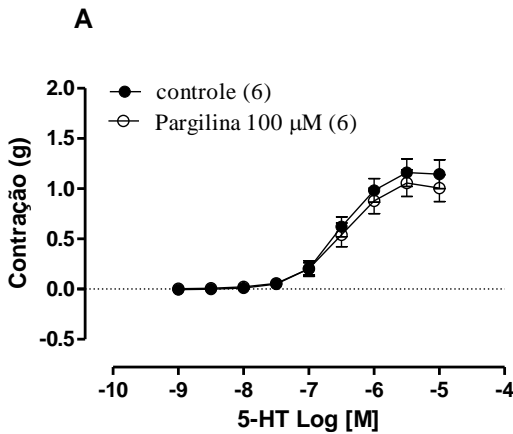 A
controle (6)
Pargilina 100 μM (6)
Contração (g)
2.0
1.5
1.0
0.5
0.0
-0.5
-10 -9 -8 -7 -6 -5 -4
5-HT Log [M]